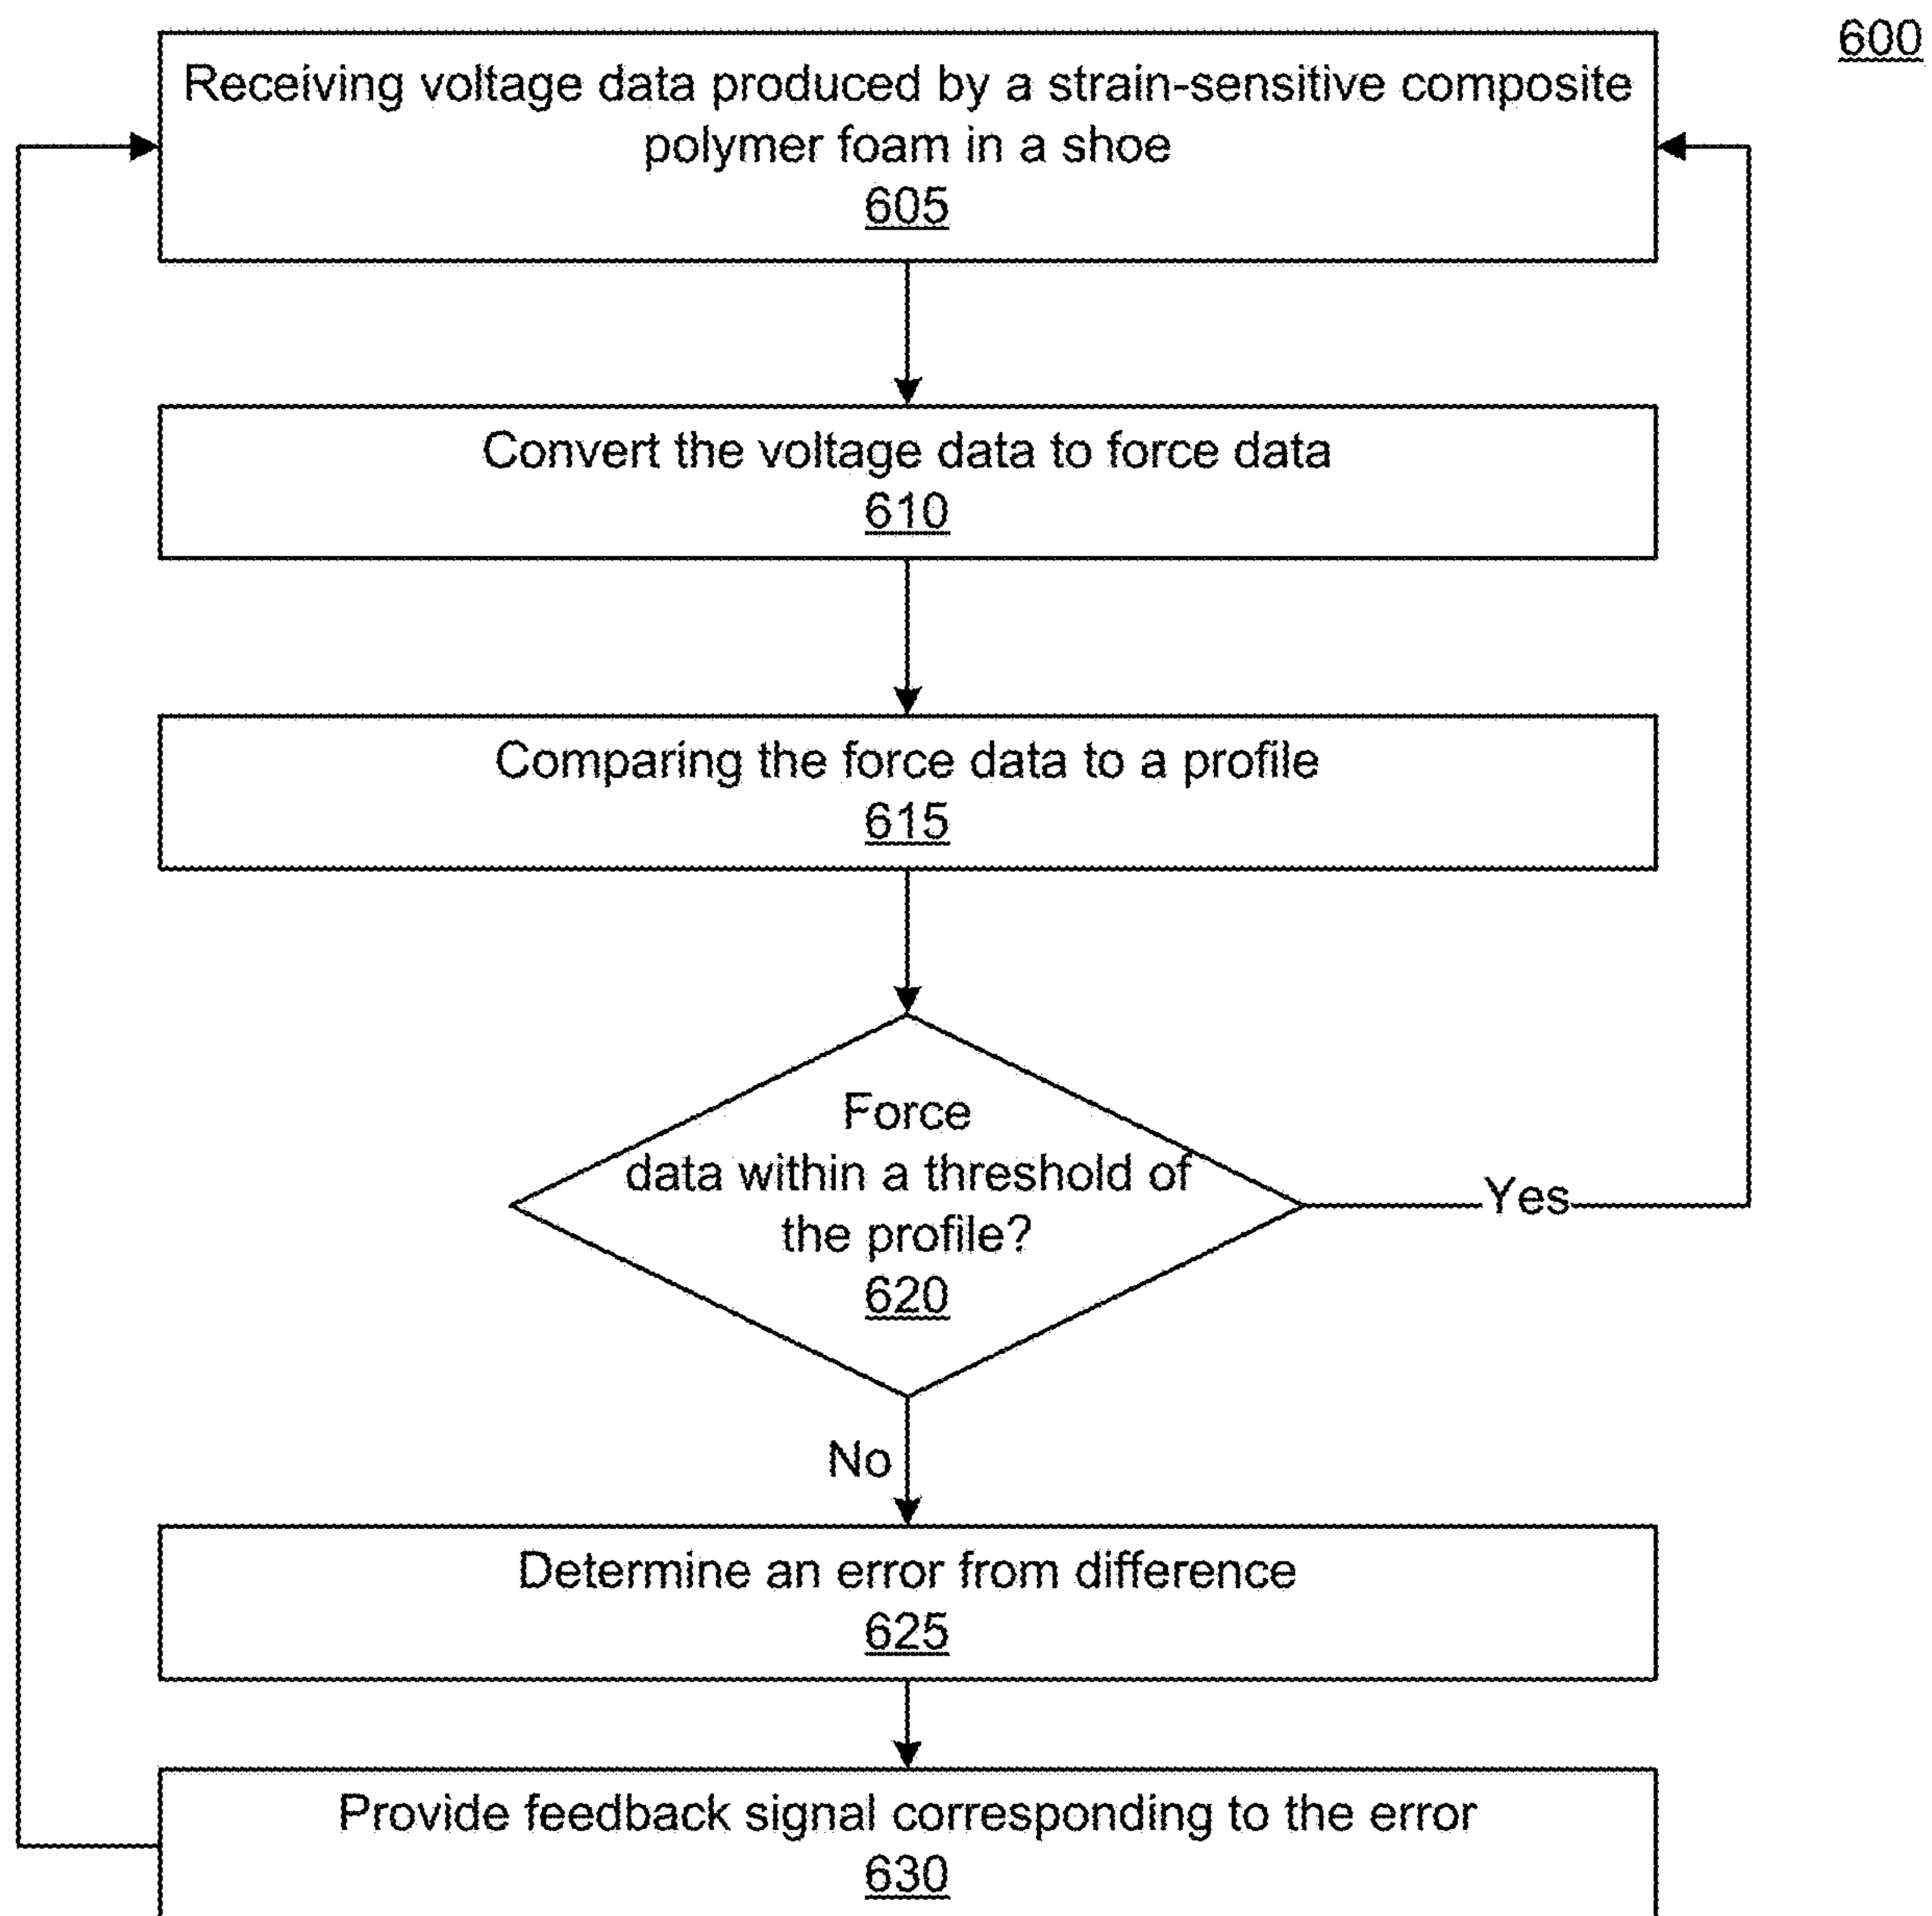 600
Receiving voltage data produced by a strain-sensitive composite
polymer foam in a shoe
605
Convert the voltage data to force data
610
Comparing the force data to a profile
615
Force
data within a threshold of
the profile?
620
Yes
No
Determine an error from difference
625
Provide feedback signal corresponding to the error
630